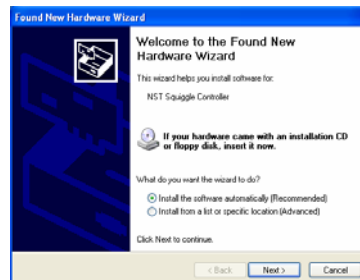 Found New Hardware Wizard
Welcome to the Found New
Hardware Wizard
This wizard helps you install software for:
NST Squiggle Controller
If your hardware came with an installation CD
or floppy disk, insert it now.
What do you want the wizard to do?
Install the software automatically (Recommended)
Install from a list or specific location (Advanced)
Click Next to continue.
< Back Next > Cancel